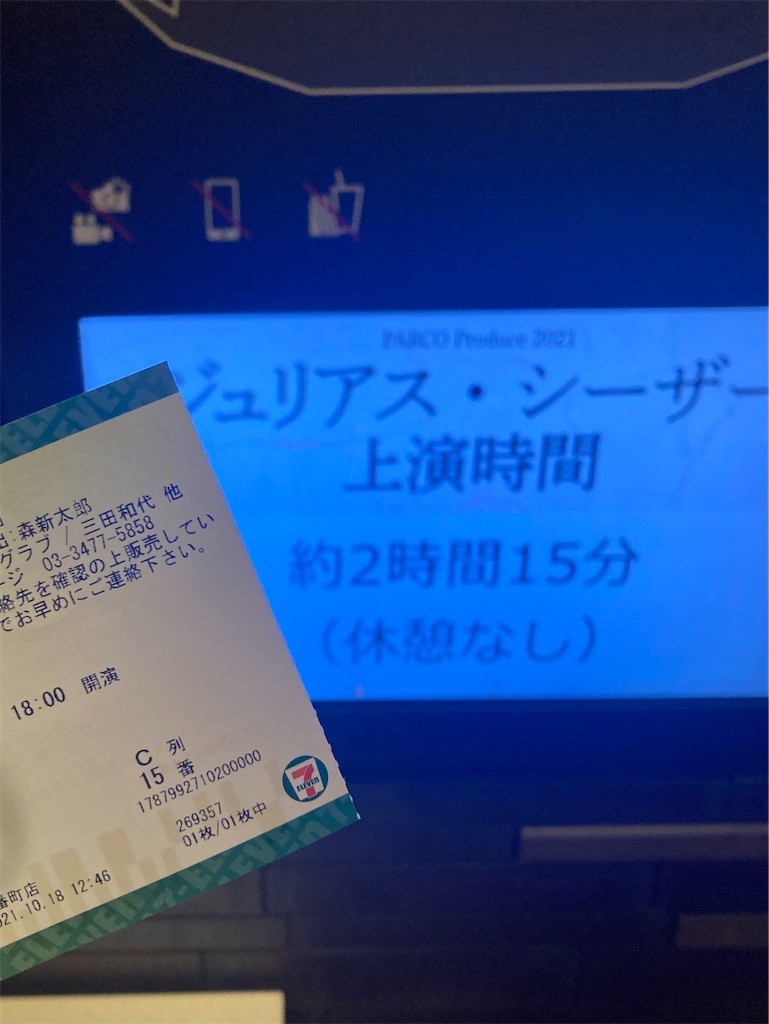 PARCO Produce 2021
ジュリアス・シーザー
上演時間
約2時間15分
（休憩なし）
出:森新太郎
グラブ / 三田和代 他
ージ 03-3477-5858
絡先を確認の上販売してい
でお早めにご連絡下さい。
18:00 開演
C 列
15 番
1787992710200000
269357
01枚/01枚中
番町店
021.10.18 12:46
7
ELEVEN